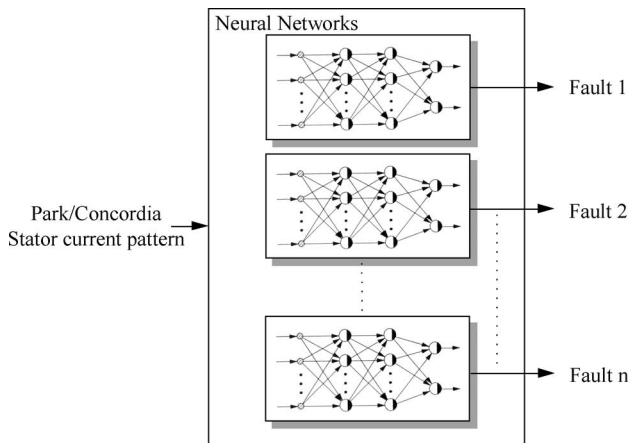 Neural Networks
Fault 1
Fault 2
Park/Concordia
Stator current pattern
Fault n